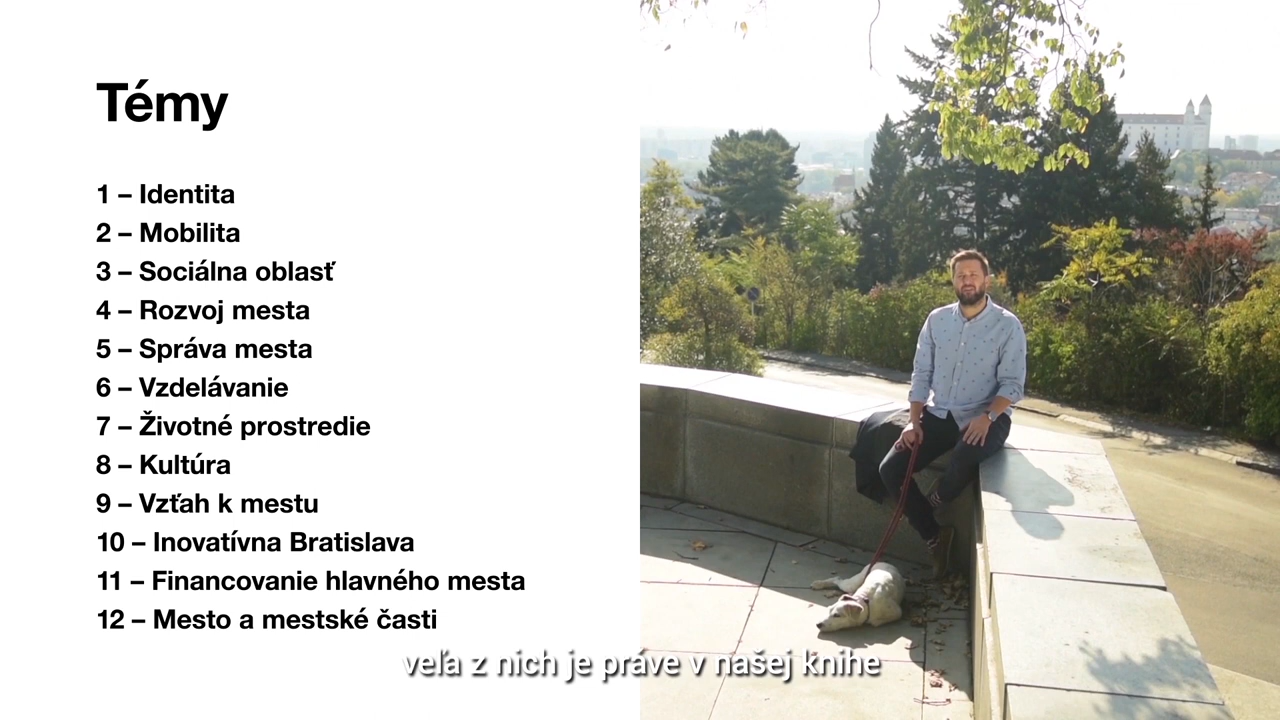 Témy
1 – Identita
2 – Mobilita
3 – Sociálna oblasť
4 – Rozvoj mesta
5 – Správa mesta
6 – Vzdelávanie
7 – Životné prostredie
8 – Kultúra
9 – Vzťah k mestu
10 – Inovatívna Bratislava
11 – Financovanie hlavného mesta
12 – Mesto a mestské časti
veľa z nich je práve v našej knihe